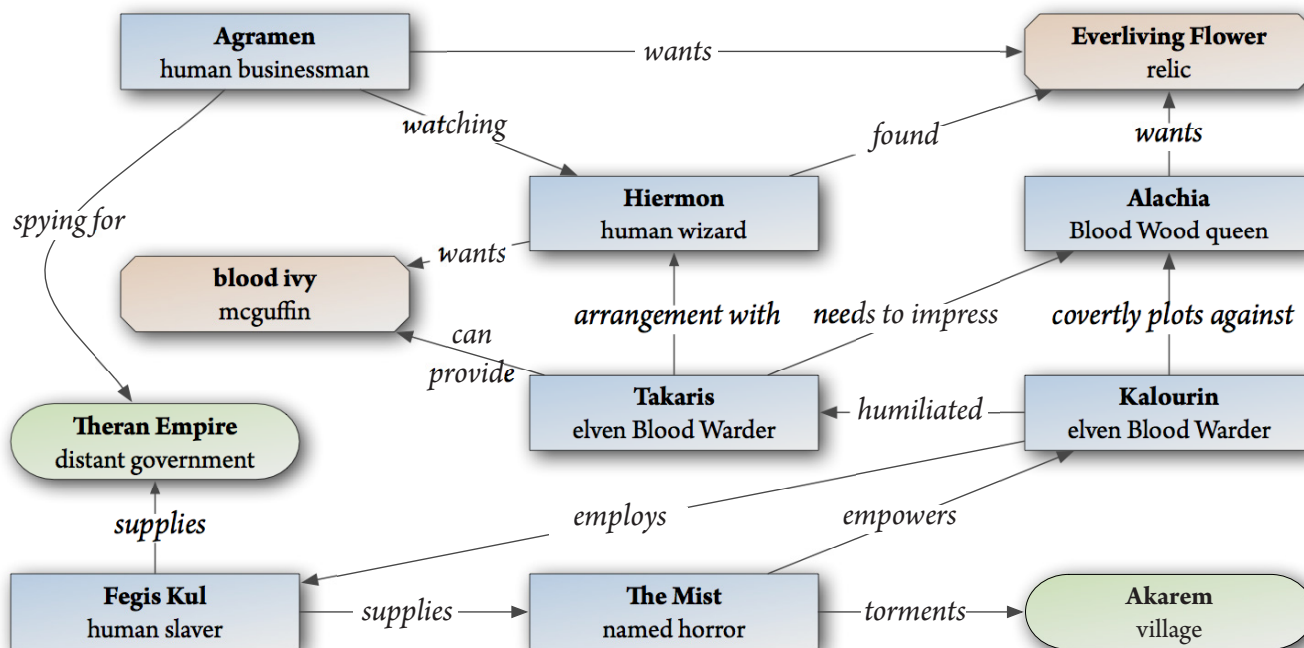 Agramen
human businessman
wants
Everliving Flower
relic
watching
found
wants
spying for
Hiermon
human wizard
Alachia
Blood Wood queen
wants
blood ivy
mcguffin
arrangement with
needs to impress
covertly plots against
can
provide
Takaris
elven Blood Warder
humiliated
Kalourin
elven Blood Warder
Theran Empire
distant government
supplies
employs
empowers
Fegis Kul
human slaver
supplies
The Mist
named horror
torments
Akarem
village